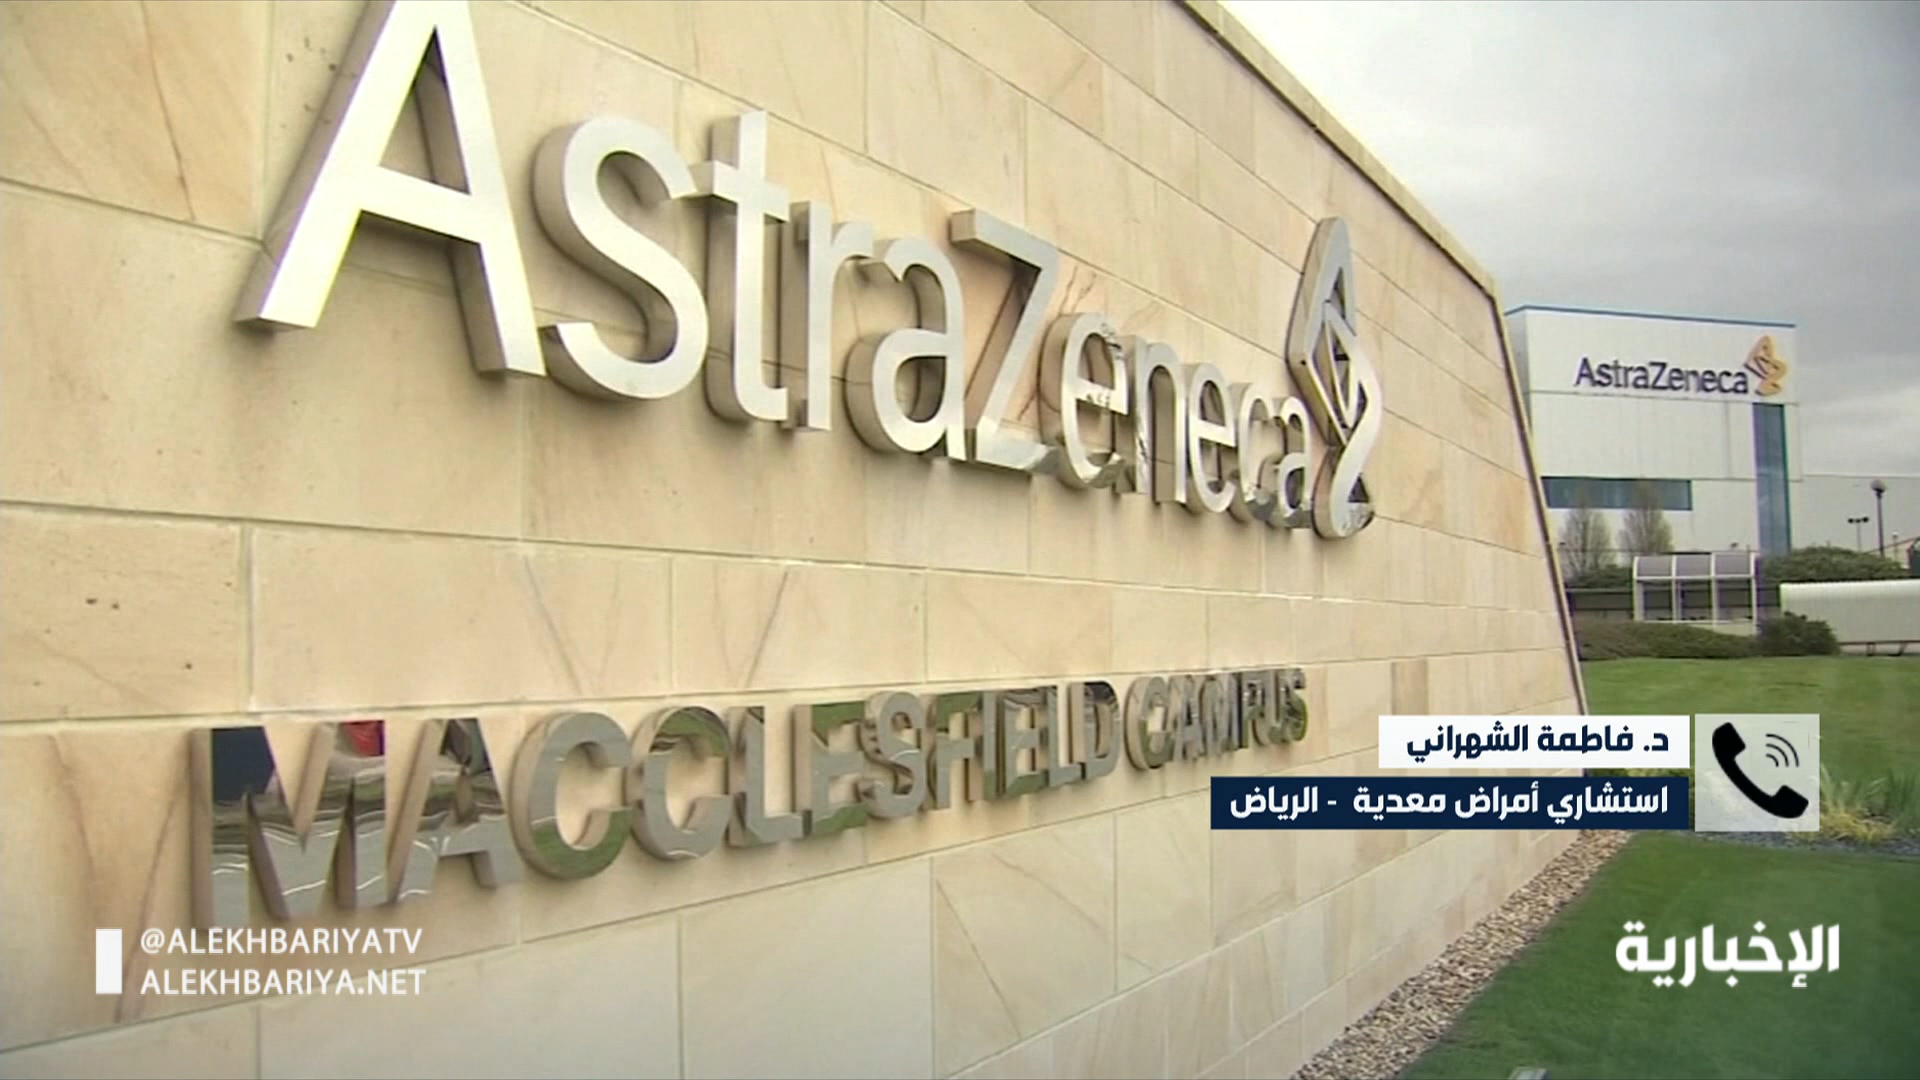 AstraZeneca
AstraZeneca
MACCLESFIELD CAMPUS
د. فاطمة الشهراني
استشاري أمراض معدية - الرياض
@ALEKHBARIYATV
ALEKHBARIYA.NET
الإخبارية